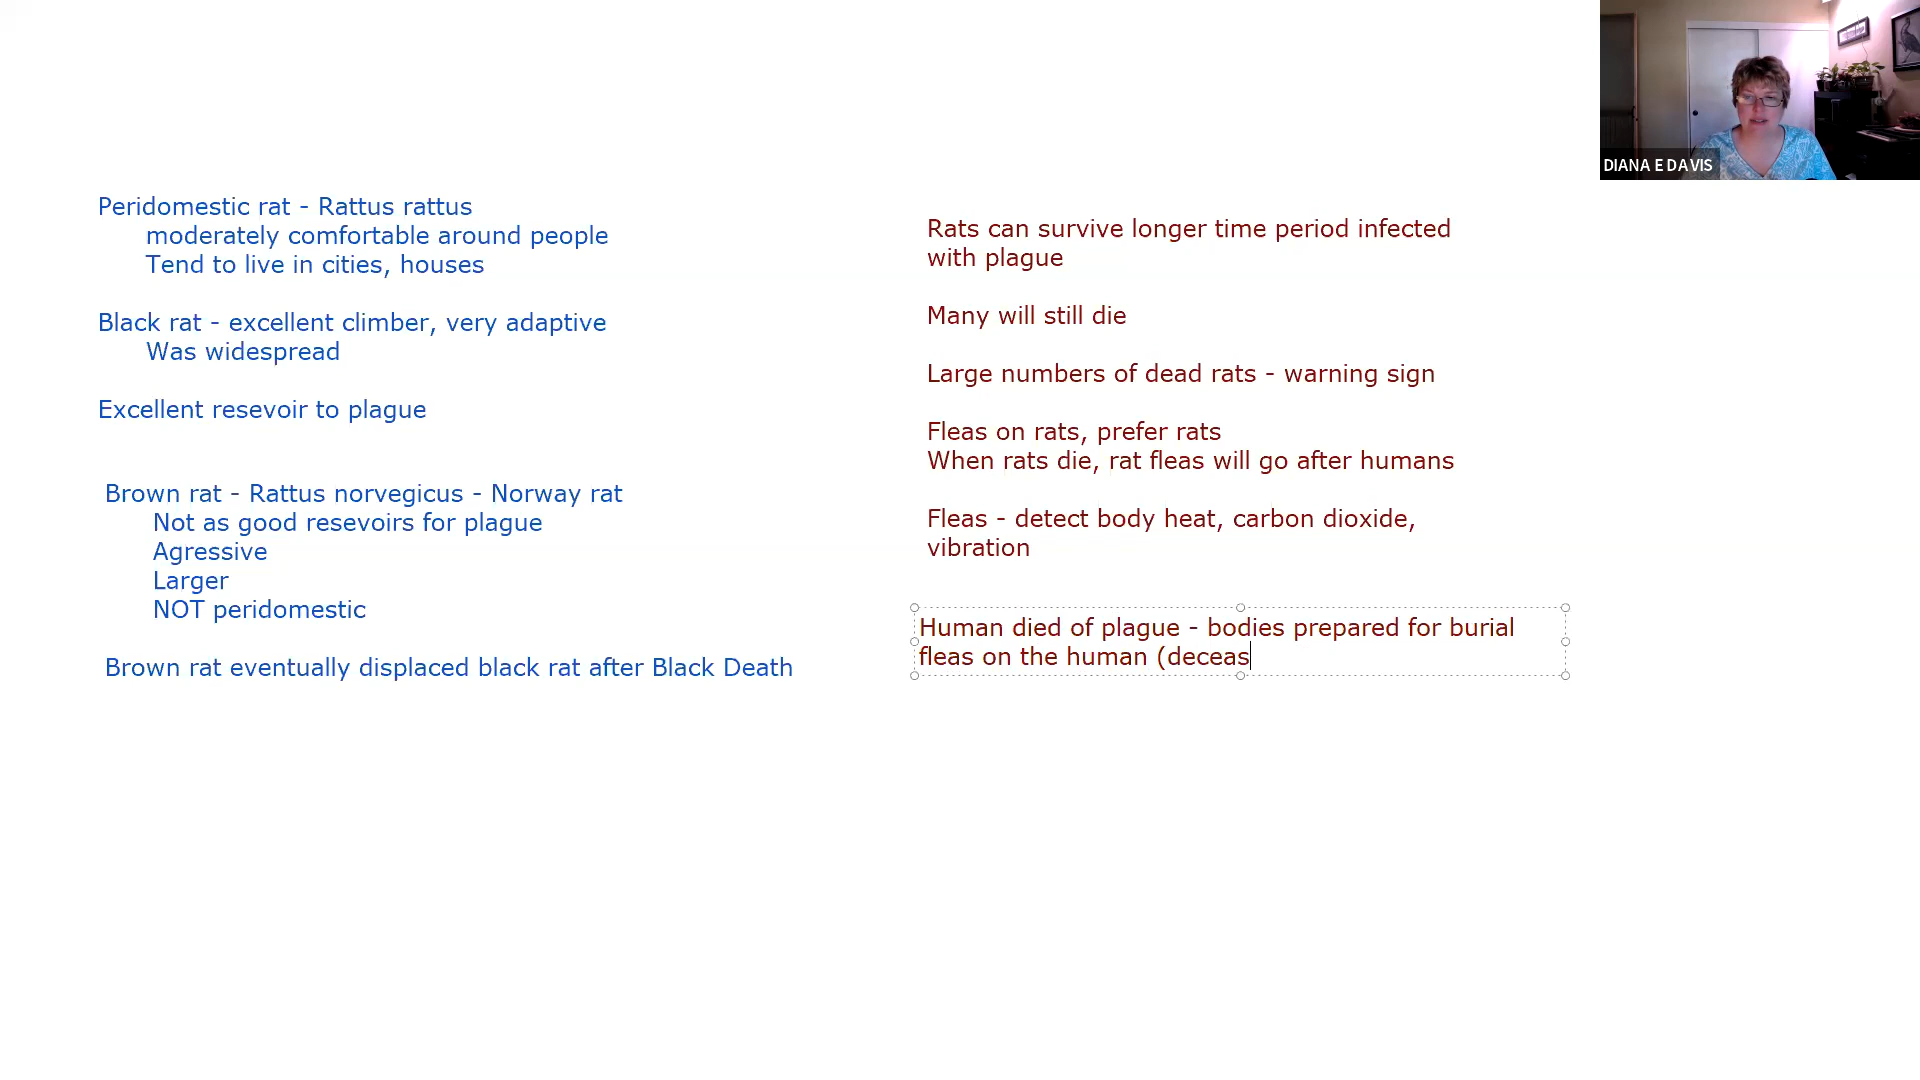 DIANA E DAVIS
Peridomestic rat - Rattus rattus
moderately comfortable around people
Tend to live in cities, houses
Black rat - excellent climber, very adaptive
Was widespread
Excellent resevoir to plague
Brown rat - Rattus norvegicus - Norway rat
Not as good resevoirs for plague
Agressive
Larger
NOT peridomestic
Brown rat eventually displaced black rat after Black Death
Rats can survive longer time period infected
with plague
Many will still die
Large numbers of dead rats - warning sign
Fleas on rats, prefer rats
When rats die, rat fleas will go after humans
Fleas - detect body heat, carbon dioxide,
vibration
Human died of plague - bodies prepared for burial
fleas on the human (deceas